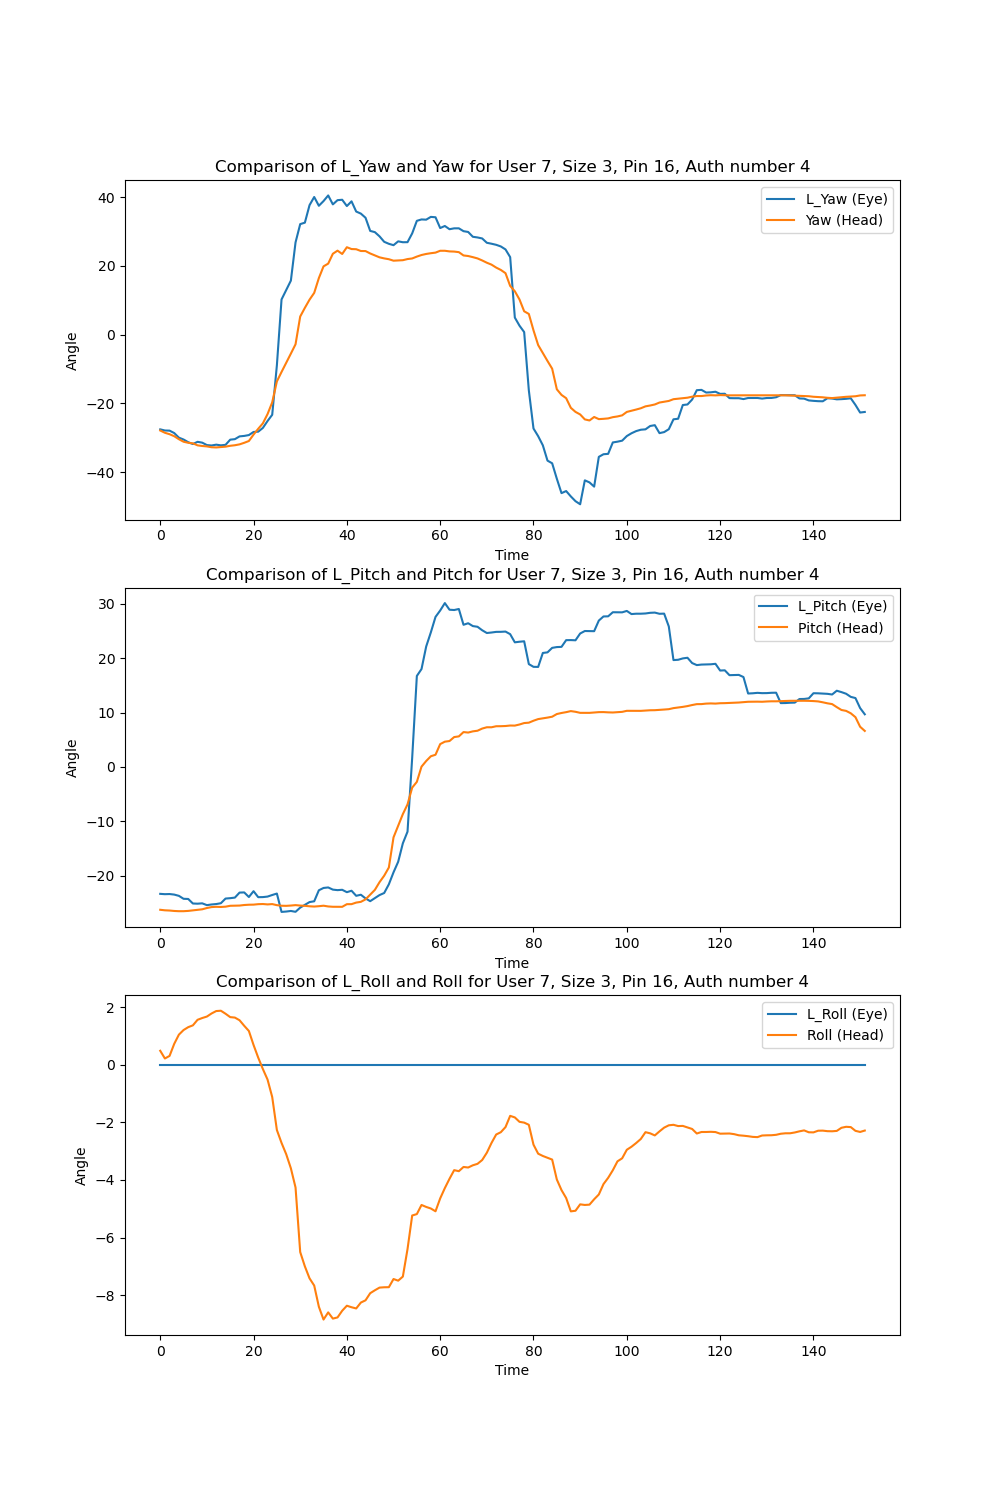 Comparison of L_Yaw and Yaw for User 7, Size 3, Pin 16, Auth number 4
L_Yaw (Eye)
Yaw (Head)
40
20
0
−20
−40
Angle
0 20 40 60 80 100 120 140
Time
Comparison of L_Pitch and Pitch for User 7, Size 3, Pin 16, Auth number 4
L_Pitch (Eye)
Pitch (Head)
30
20
10
0
−10
−20
Angle
0 20 40 60 80 100 120 140
Time
Comparison of L_Roll and Roll for User 7, Size 3, Pin 16, Auth number 4
L_Roll (Eye)
Roll (Head)
2
0
−2
−4
−6
−8
Angle
0 20 40 60 80 100 120 140
Time